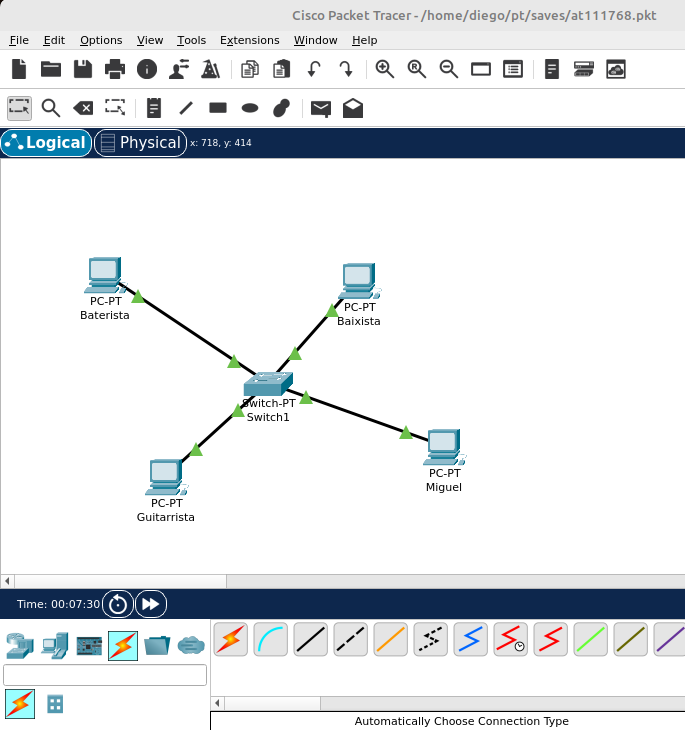 Cisco Packet Tracer - /home/diego/pt/saves/at111768.pkt
File Edit Options View Tools Extensions Window Help
Logical Physical x: 718, y: 414
PC-PT
Baterista
PC-PT
Baixista
Switch-PT
Switch1
PC-PT
Miguel
PC-PT
Guitarrista
Time: 00:07:30
Automatically Choose Connection Type